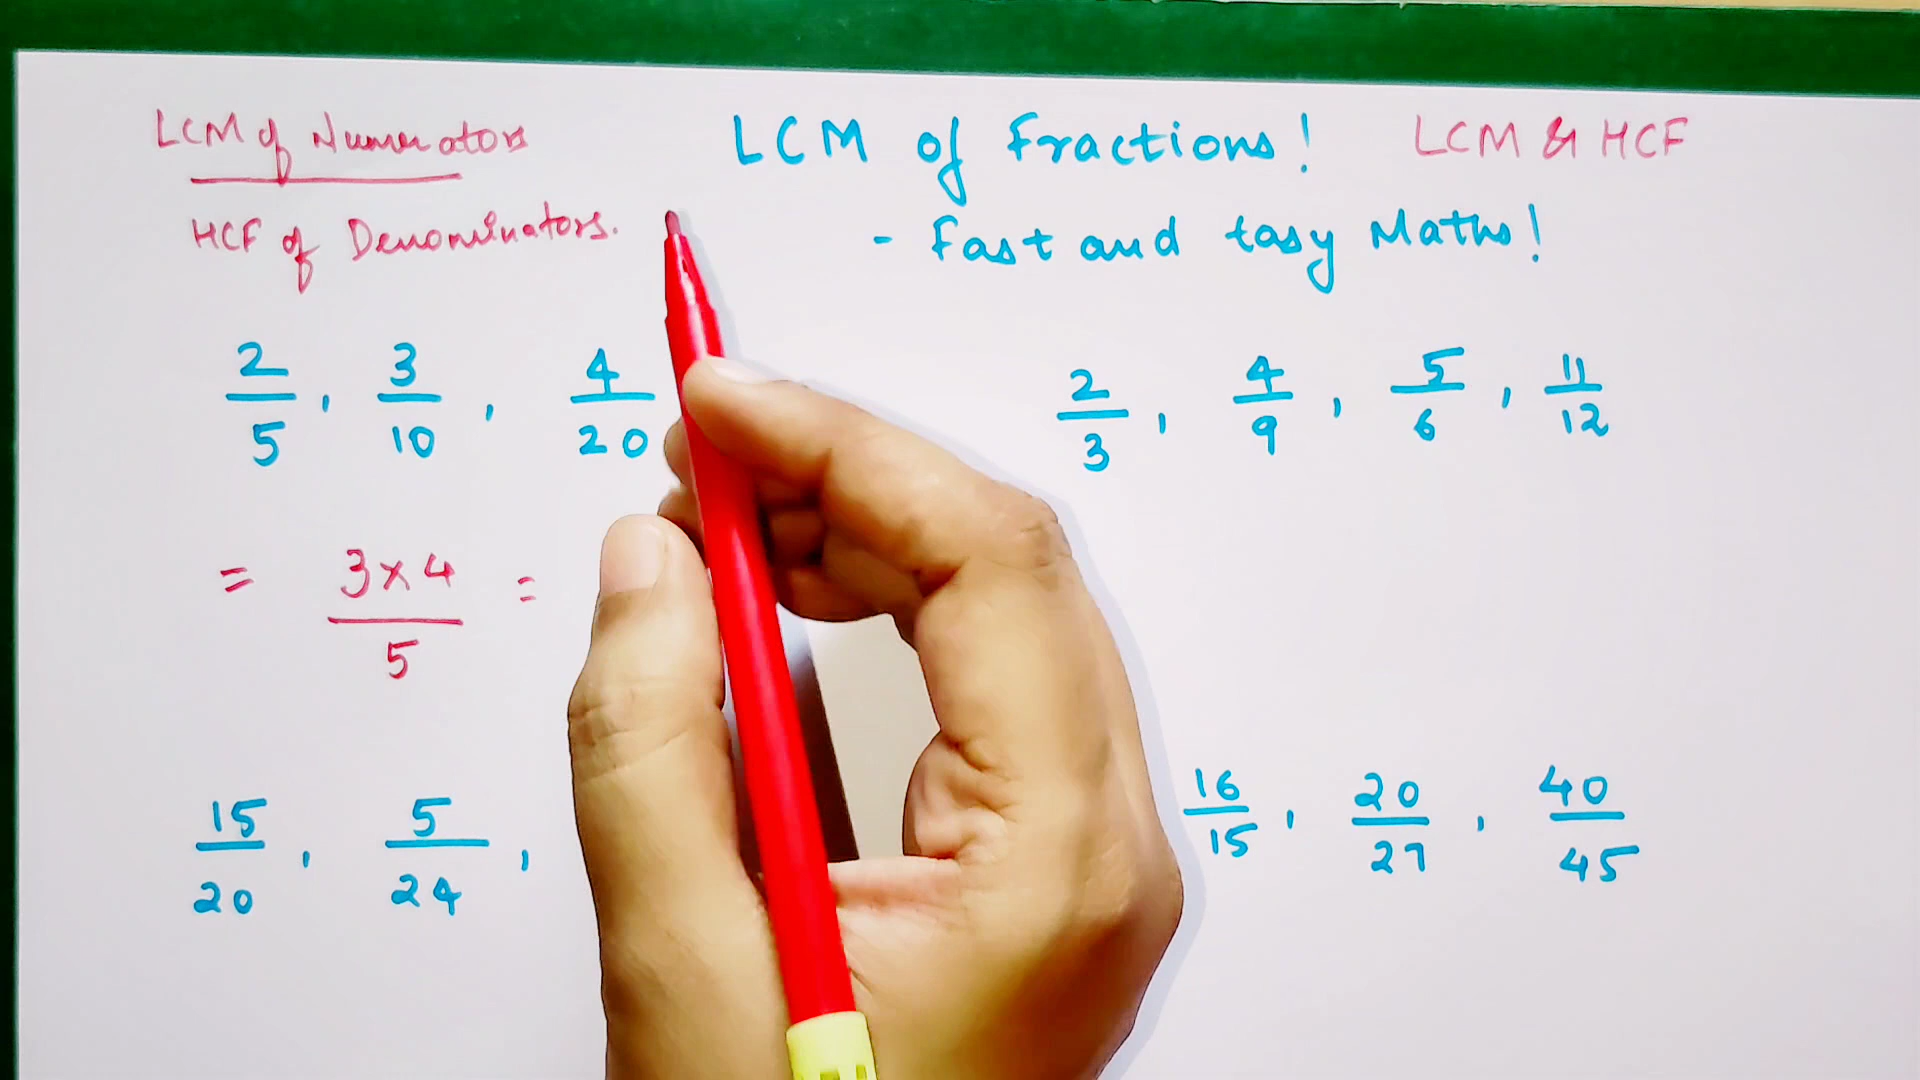 LCM of Numerators
HCF of Denominators.
LCM of Fractions!
LCM & HCF
- Fast and Easy Maths!
2/5, 3/10, 4/20
2/3, 4/9, 5/6, 11/12
= 3×4/5 =
15/20, 5/24,
16/15, 20/27, 40/45